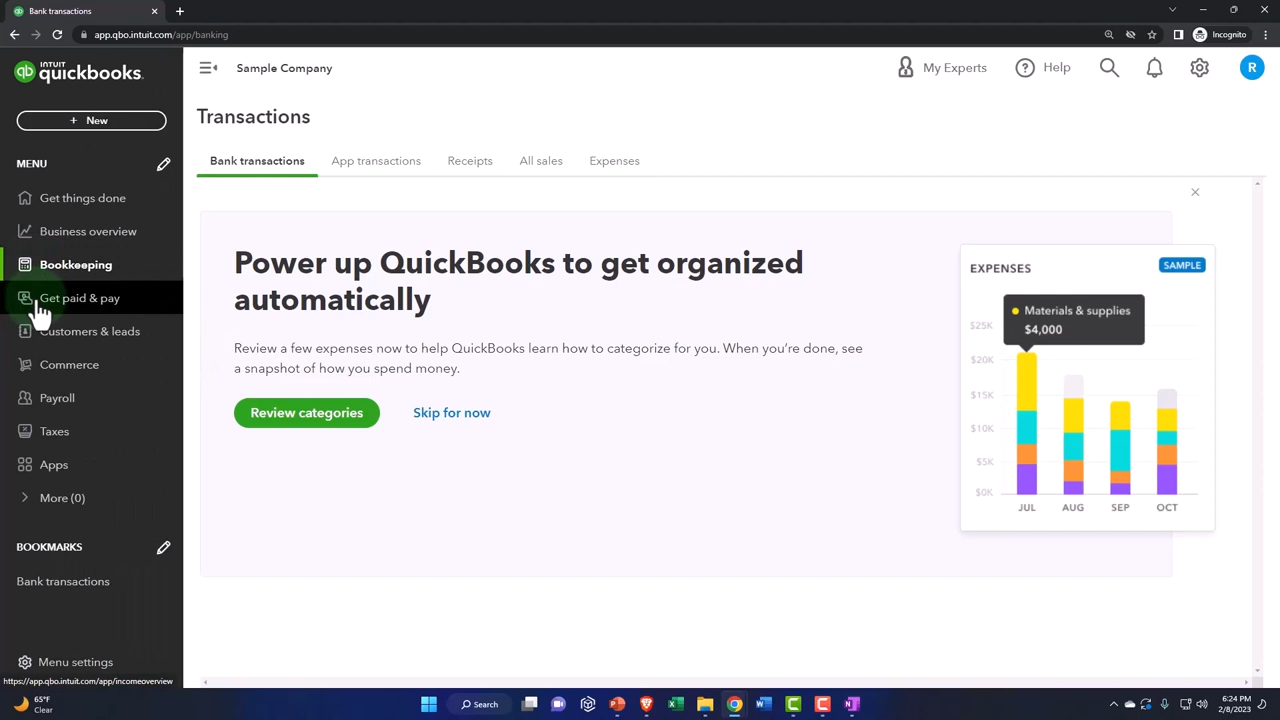 Bank transactions
app.qbo.intuit.com/app/banking
Incognito
INTUIT
quickbooks.
Sample Company
My Experts
Help
R
+ New
Transactions
MENU
Bank transactions
App transactions
Receipts
All sales
Expenses
Get things done
Business overview
Bookkeeping
Get paid & pay
Customers & leads
Commerce
Payroll
Taxes
Apps
More (0)
BOOKMARKS
Bank transactions
Menu settings
https://app.qbo.intuit.com/app/incomeoverview
Power up QuickBooks to get organized
automatically
Review a few expenses now to help QuickBooks learn how to categorize for you. When you're done, see
a snapshot of how you spend money.
Review categories
Skip for now
EXPENSES
SAMPLE
Materials & supplies
$4,000
$25K
$20K
$15K
$10K
$5K
$0K
JUL
AUG
SEP
OCT
65°F
Clear
Search
6:24 PM
2/8/2023